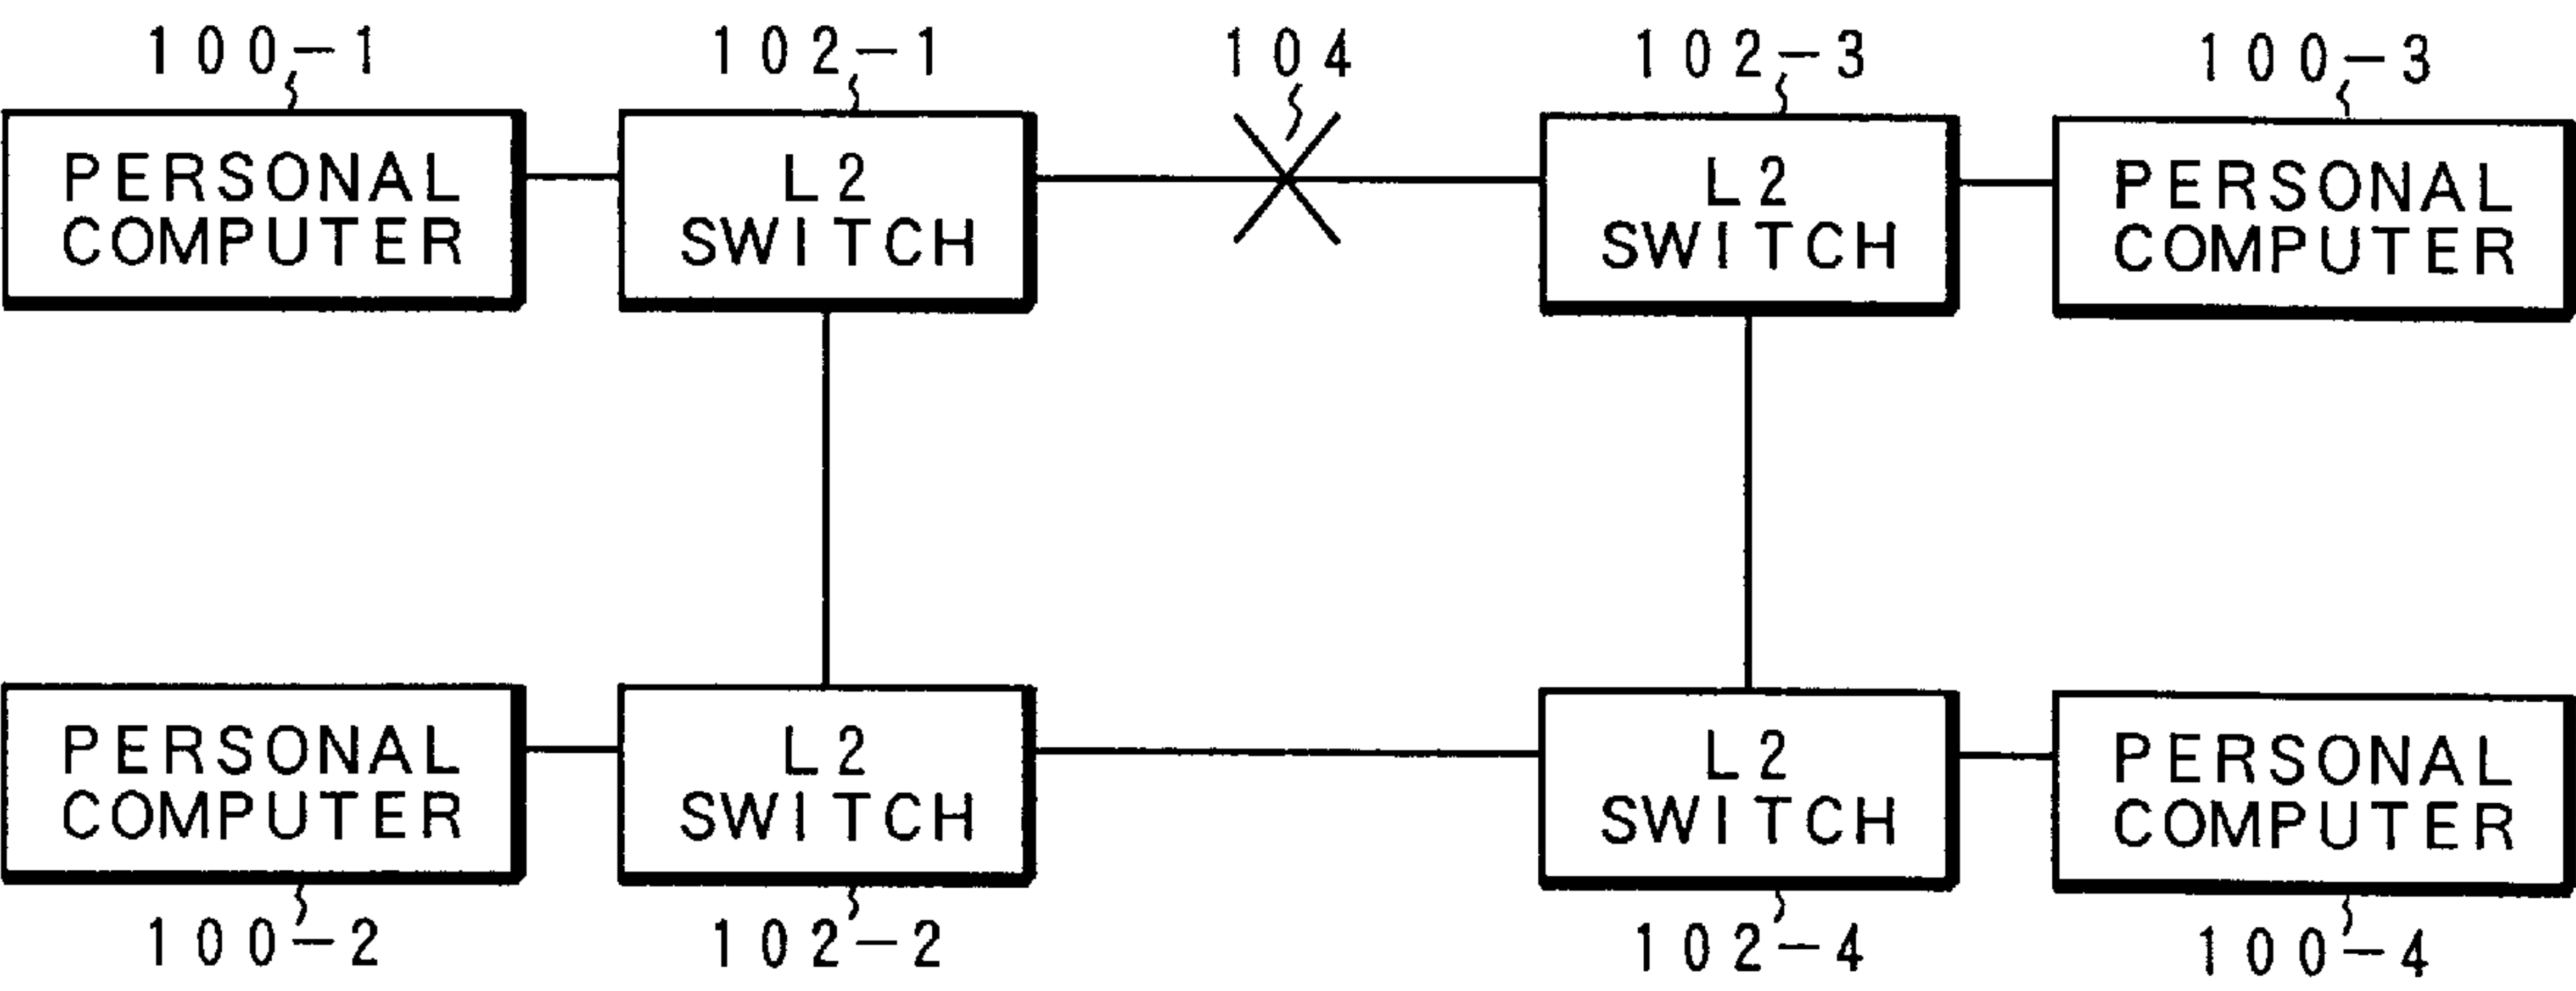 100-1
102-1
104
102-3
100-3
PERSONAL
COMPUTER
L2
SWITCH
L2
SWITCH
PERSONAL
COMPUTER
PERSONAL
COMPUTER
L2
SWITCH
L2
SWITCH
PERSONAL
COMPUTER
100-2
102-2
102-4
100-4